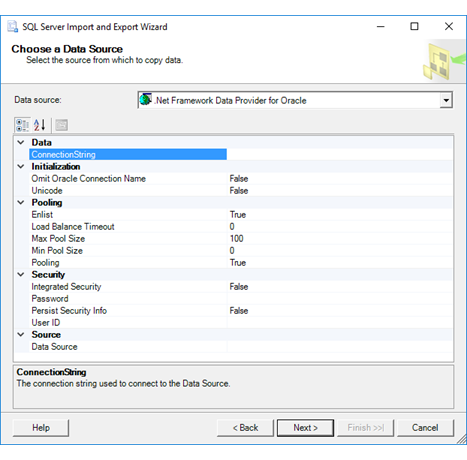 SQL Server Import and Export Wizard
Choose a Data Source
Select the source from which to copy data.
Data source: .Net Framework Data Provider for Oracle
Data
ConnectionString
Initialization
Omit Oracle Connection Name False
Unicode False
Pooling
Enlist True
Load Balance Timeout 0
Max Pool Size 100
Min Pool Size 0
Pooling True
Security
Integrated Security False
Password
Persist Security Info False
User ID
Source
Data Source
ConnectionString
The connection string used to connect to the Data Source.
Help < Back Next > Finish >>| Cancel